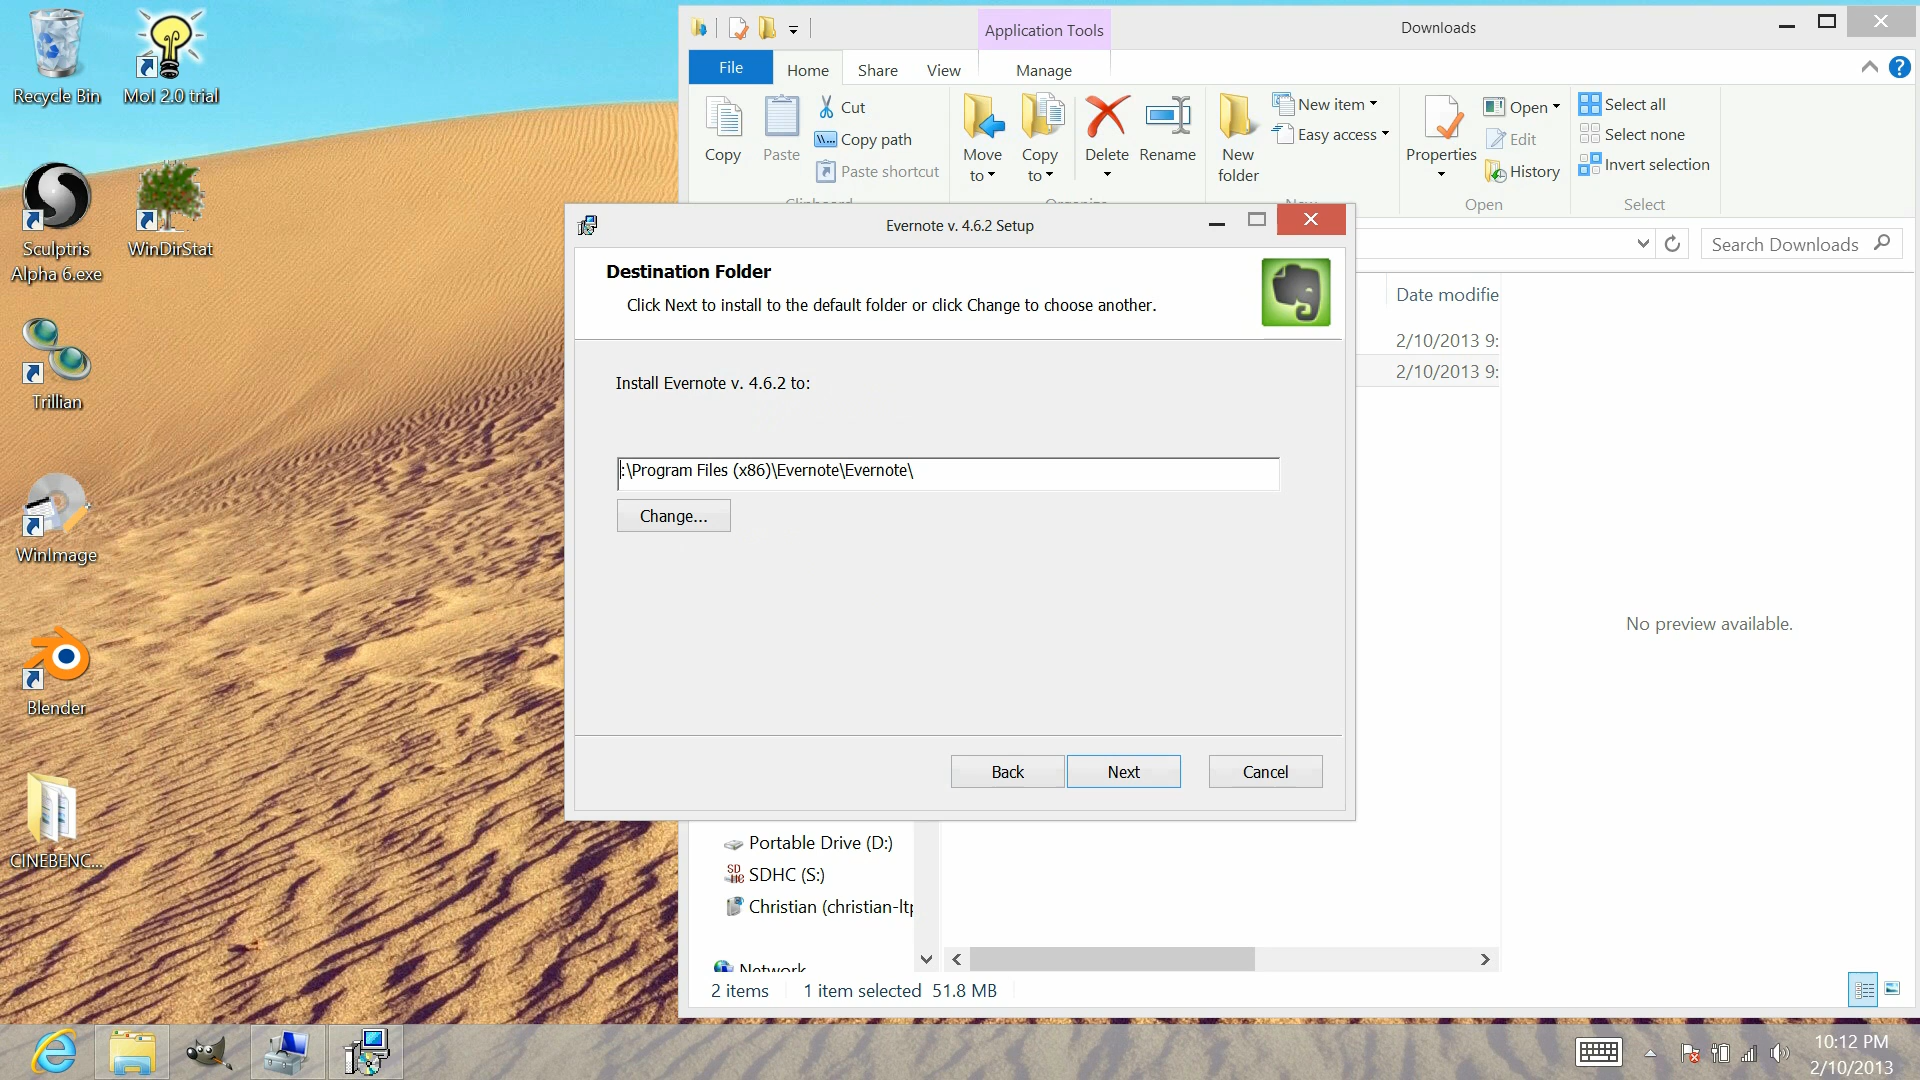 Recycle Bin
MoI 2.0 trial
Sculptris
Alpha 6.exe
WinDirStat
Trillian
WinImage
Blender
CINEBENC...
Application Tools
Downloads
File
Home
Share
View
Manage
Copy
Paste
Cut
Copy path
Paste shortcut
Move
to
Copy
to
Delete
Rename
New
folder
New item
Easy access
Properties
Open
Edit
History
Select all
Select none
Invert selection
Clipboard
Organize
New
Open
Select
Search Downloads
Date modifie
2/10/2013 9:
2/10/2013 9:
No preview available.
Evernote v. 4.6.2 Setup
Destination Folder
Click Next to install to the default folder or click Change to choose another.
Install Evernote v. 4.6.2 to:
:\Program Files (x86)\Evernote\Evernote\
Change...
Back
Next
Cancel
Portable Drive (D:)
SDHC (S:)
Christian (christian-ltp
Network
2 items
1 item selected 51.8 MB
10:12 PM
2/10/2013